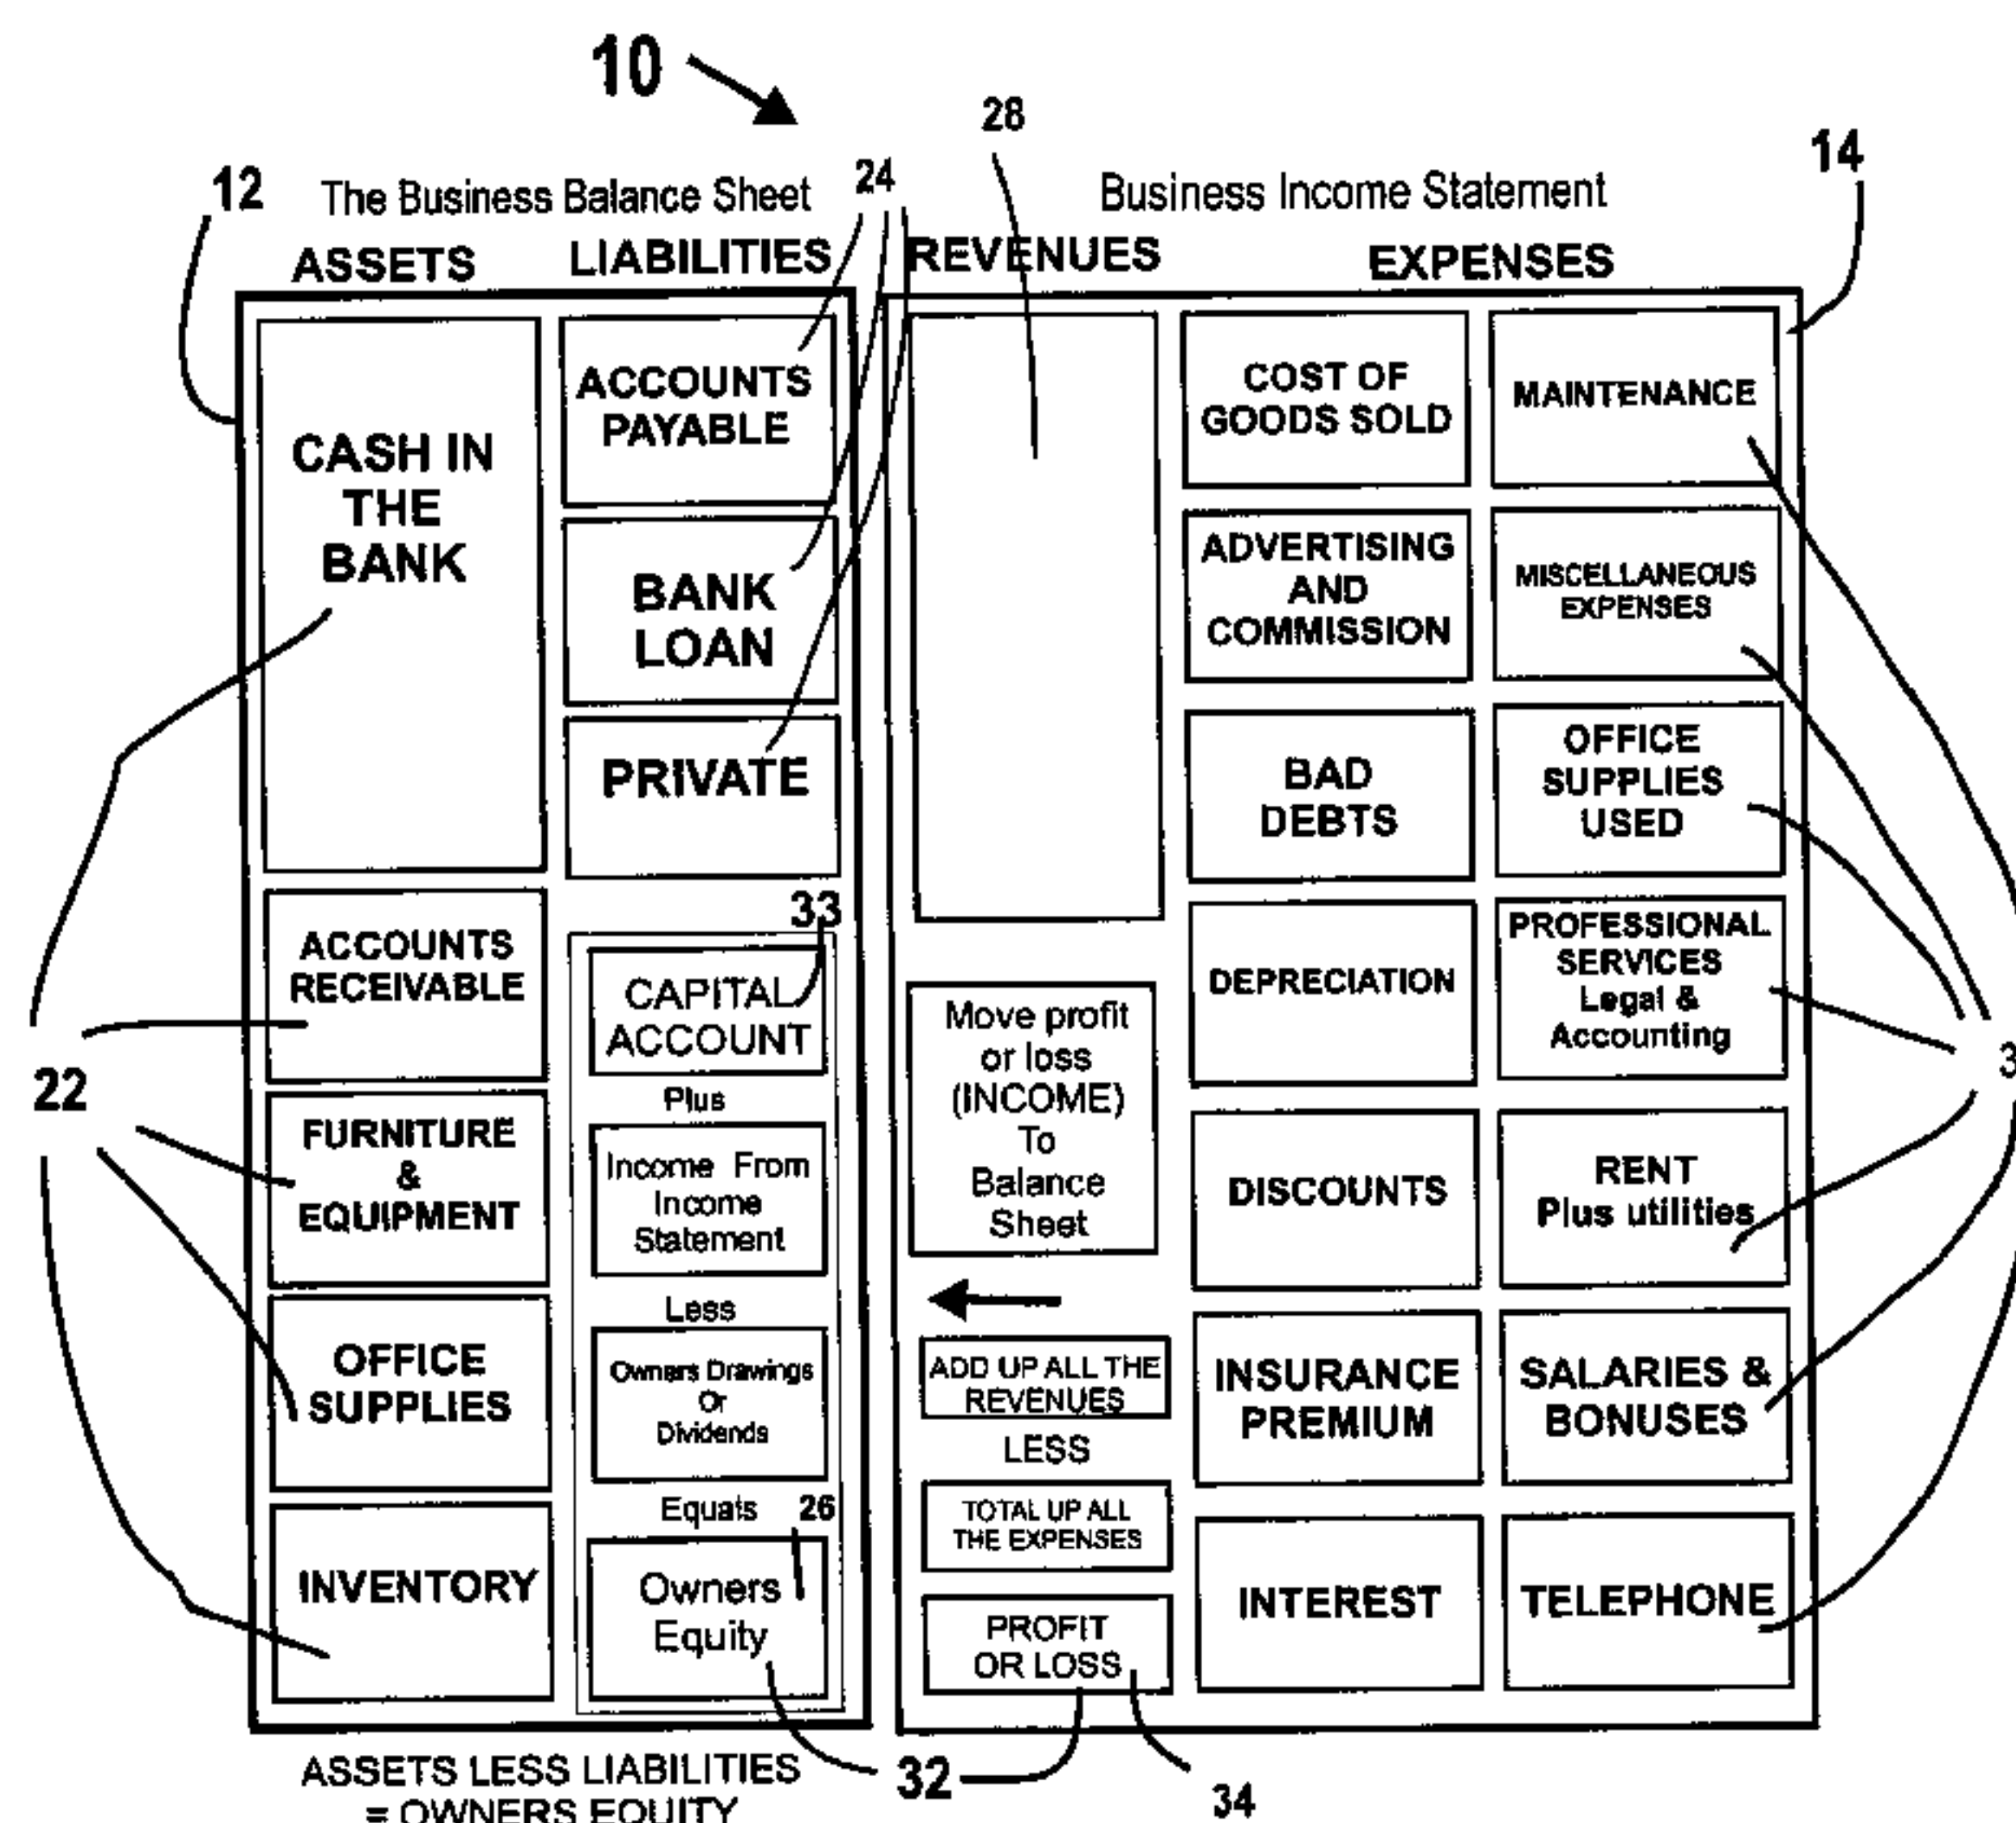 10
28
12
The Business Balance Sheet
24
Business Income Statement
14
ASSETS
LIABILITIES
REVENUES
EXPENSES
CASH IN
THE
BANK
ACCOUNTS
RECEIVABLE
FURNITURE
&
EQUIPMENT
OFFICE
SUPPLIES
INVENTORY
22
ACCOUNTS
PAYABLE
BANK
LOAN
PRIVATE
33
CAPITAL
ACCOUNT
Plus
Income From
Income
Statement
Less
Owners Drawings
Or
Dividends
Equals
26
Owners
Equity
Move profit
or loss
(INCOME)
To
Balance
Sheet
ADD UP ALL THE
REVENUES
LESS
TOTAL UP ALL
THE EXPENSES
PROFIT
OR LOSS
COST OF
GOODS SOLD
ADVERTISING
AND
COMMISSION
BAD
DEBTS
DEPRECIATION
DISCOUNTS
INSURANCE
PREMIUM
INTEREST
MAINTENANCE
MISCELLANEOUS
EXPENSES
OFFICE
SUPPLIES
USED
PROFESSIONAL
SERVICES
Legal &
Accounting
RENT
Plus utilities
SALARIES &
BONUSES
TELEPHONE
ASSETS LESS LIABILITIES
= OWNERS EQUITY
32
34